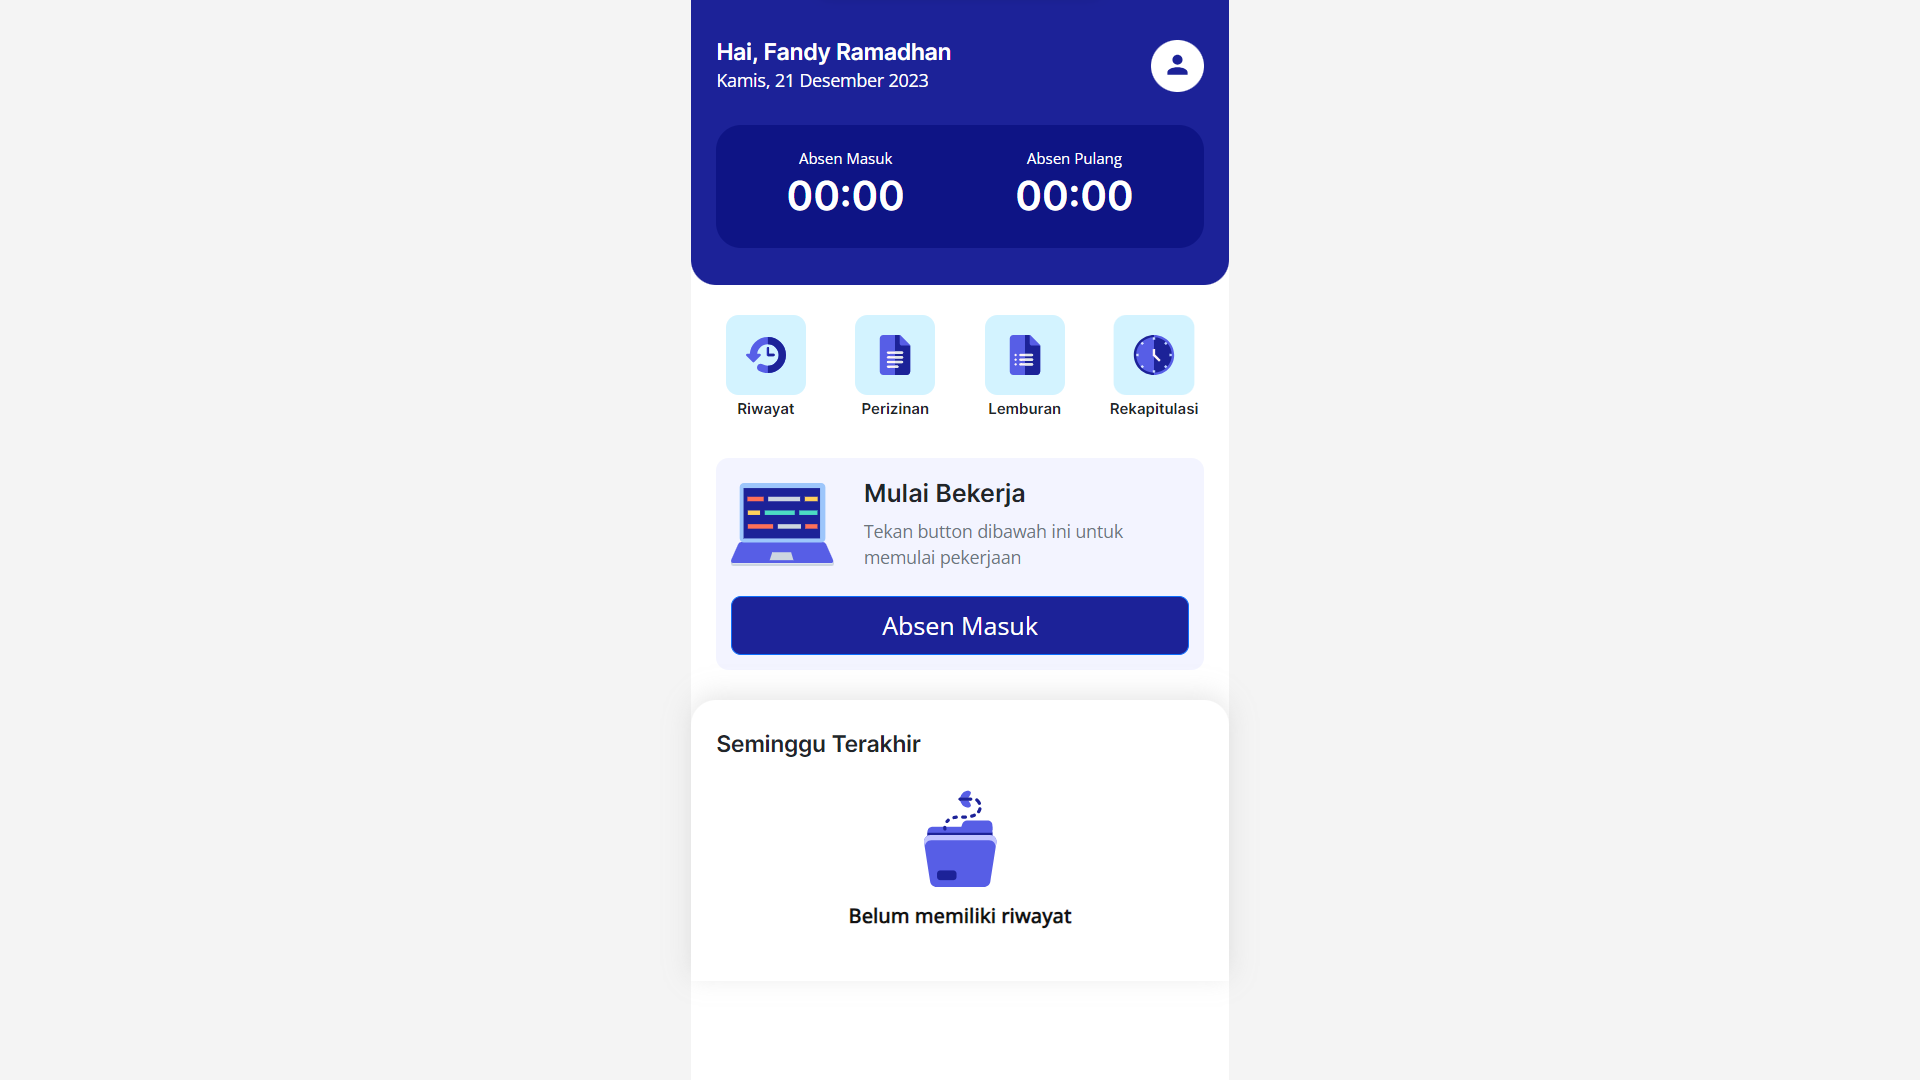 Hai, Fandy Ramadhan
Kamis, 21 Desember 2023
Absen Masuk
00:00
Absen Pulang
00:00
Riwayat
Perizinan
Lemburan
Rekapitulasi
Mulai Bekerja
Tekan button dibawah ini untuk
memulai pekerjaan
Absen Masuk
Seminggu Terakhir
Belum memiliki riwayat